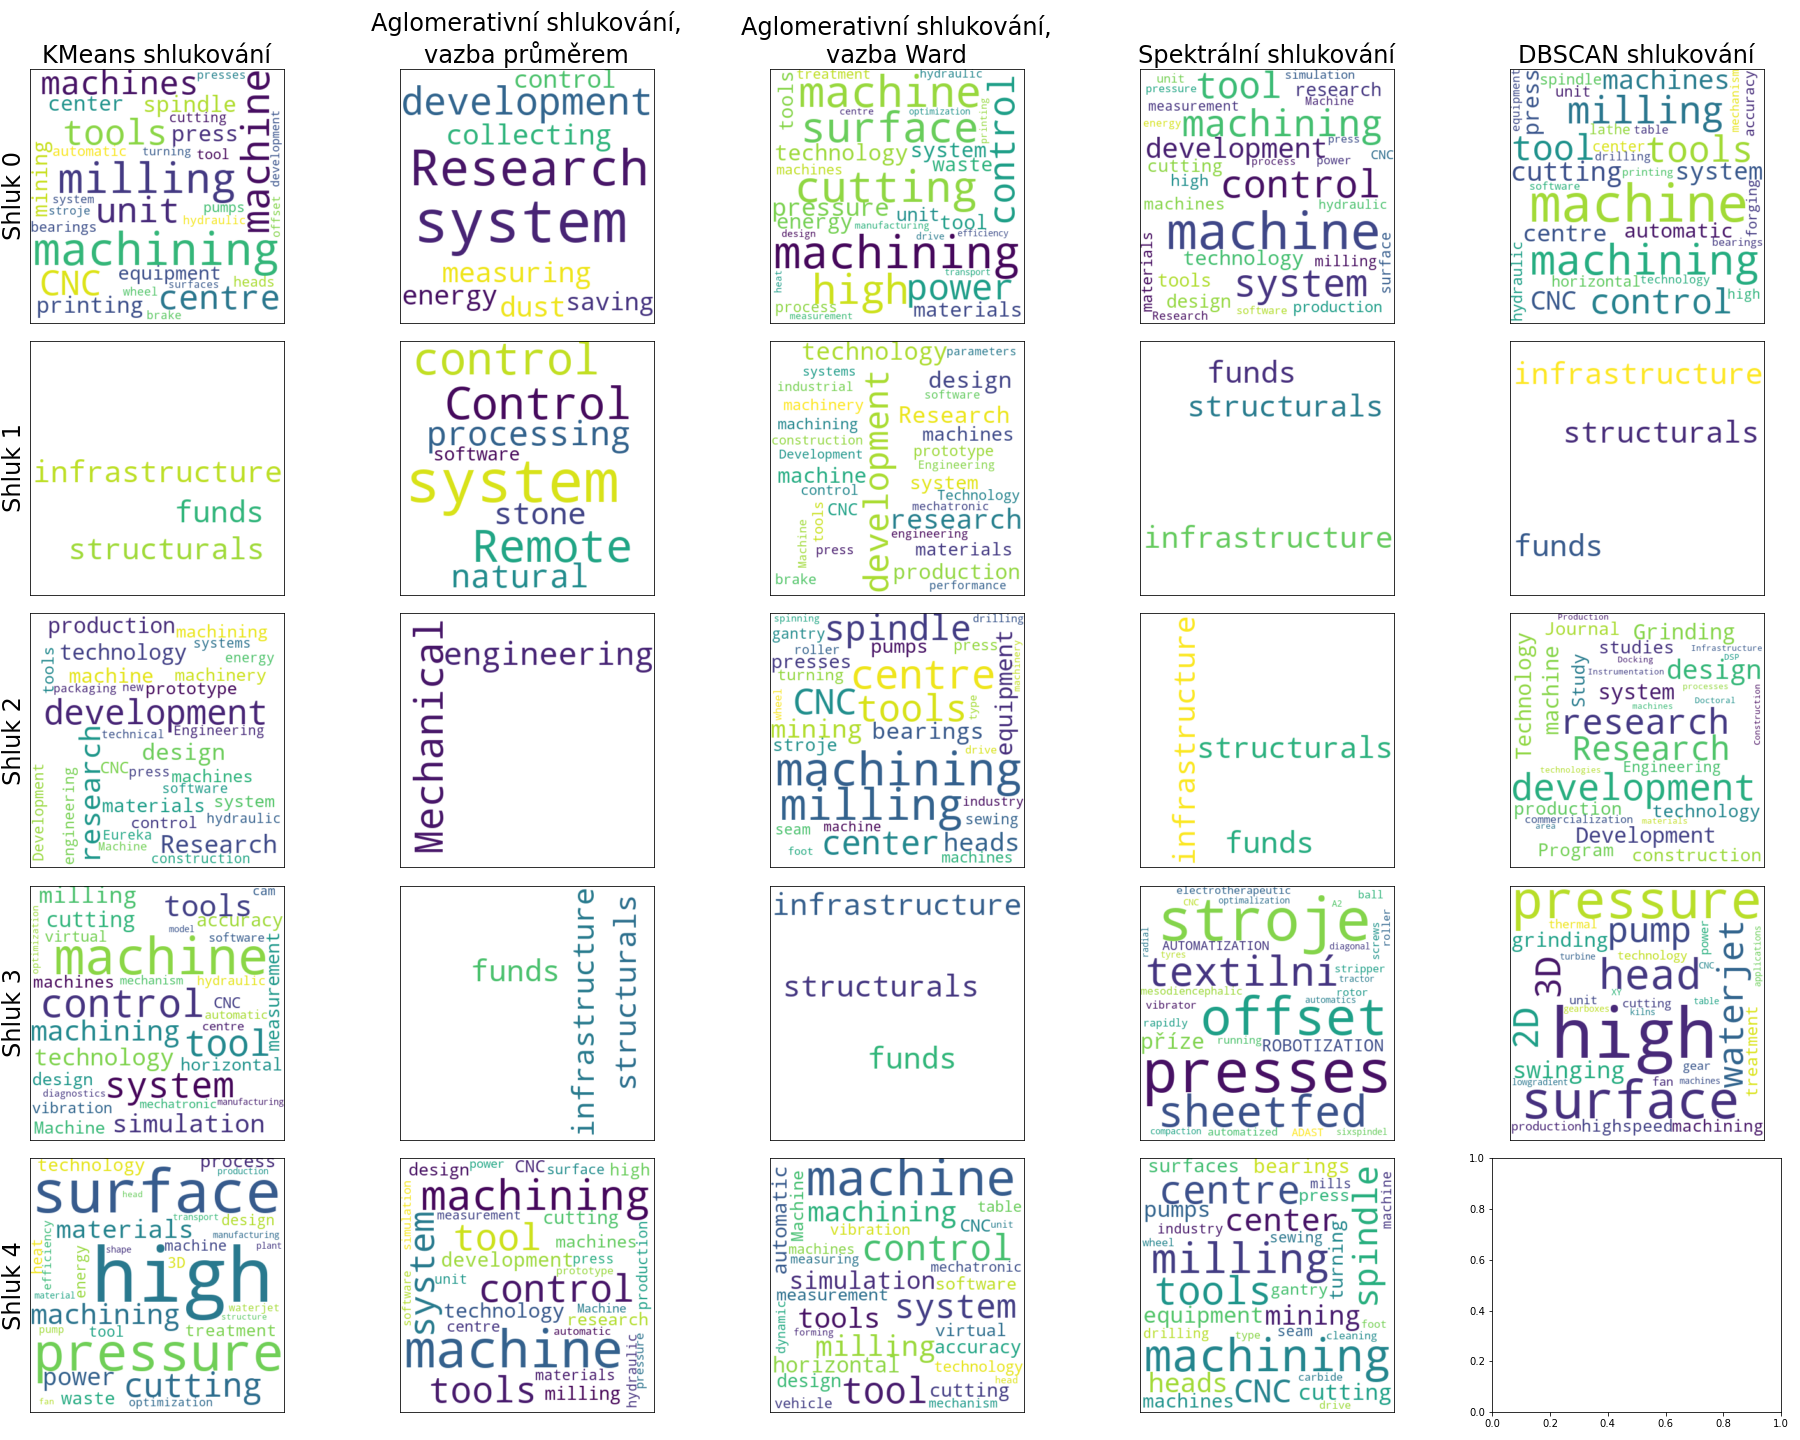 KMeans shlukování
Aglomerativní shlukování,
vazba průměrem
Aglomerativní shlukování,
vazba Ward
Spektrální shlukování
DBSCAN shlukování
Shluk 0
machines presses
center spindle
cutting
tools press
automatic turning tool
machine
development
mining
milling
system
stroje unit pumps
bearings hydraulic
offset
machining
CNC equipment
surfaces heads
wheel
printing centre
brake
control
development
collecting
Research
system
measuring
energy dust saving
treatment hydraulic
tools machine
centre optimization
printing
control
surface
technology system
machines waste
cutting
pressure unit tool
energy manufacturing
design drive efficiency
machining
heat transport
high power
process materials
measurement
unit tool simulation
pressure research
measurement Machine
energy machining
press
development CNC
process power
cutting
high control
machines hydraulic
machine
materials
technology milling
surface
tools system
design software production
Research
equipment press spindle machines
unit
milling
mechanism
accuracy
lathe table
tool center tools
drilling
cutting printing system
software
machine
forging
centre automatic
bearings
hydraulic
machining
horizontal technology
CNC control high
Shluk 1
infrastructure
funds
structurals
control
Control
processing
software
system
stone
Remote
natural
technology parameters
systems
industrial design
software
machinery Research
machining machines
construction prototype
Development Engineering
development
machine system
control Technology
mechatronic
CNC research
tools engineering
Machine press materials
production
brake performance
funds
structurals
infrastructure
infrastructure
structurals
funds
Shluk 2
production machining
technology systems
energy
tools machine machinery
packaging new prototype
development
technical Engineering
research design
CNC press machines
software
materials system
Development
engineering
control hydraulic
Eureka
Machine Research
construction
Mechanical
engineering
spinning spindle drilling
gantry
roller pumps press
presses
turning centre
equipment
machinery
wheel
CNC tools type
mining bearings
stroje drive
machining
milling industry
sewing
seam machine
center heads
foot machines
infrastructure
structurals
funds
Production
Journal Grinding
studies Infrastructure
Docking DSP
Technology
machine
Study
Instrumentation design
system processes
machines Doctoral
research
Construction
Research
technologies Engineering
development
production technology
commercialization materials
area Development
Program construction
Shluk 3
milling cam
tools
optimization
cutting accuracy
model
virtual software
machine
measurement
machines mechanism hydraulic
control CNC
automatic
machining centre
tool
technology horizontal
design system
diagnostics
vibration mechatronic manufacturing
Machine simulation
funds
infrastructure
structurals
infrastructure
structurals
funds
electrotherapeutic ball
CNC optimalization A2
stroje
screws
roller
radial
AUTOMATIZATION diagonal
tyres
textilní stripper
tractor
mesodiencephalic rotor
vibrator automatics
rapidly offset
příze running ROBOTIZATION
presses
sheetfed
compaction automatized ADAST sixspindel
pressure
thermal
grinding pump power
turbine technology
waterjet
applications
3D head CNC
XY
unit cutting table
gearboxes kilns
2D high
treatment
swinging gear
lowgradient fan machines
surface
production highspeed machining
Shluk 4
technology process
production
surface
head
materials transport design
manufacturing
heat
efficiency
energy
shape machine plant
3D
high
material
machining waterjet
structure
pump tool treatment
pressure
power cutting
waste
fan optimization
design power CNC surface high
machining
simulation
measurement
system
tool cutting
machines
development press
prototype
production
unit control
software
technology Machine
centre research
automatic
machine
hydraulic
pressure
materials
tools milling
automatic
Machine
machine
table
machining
vibration CNC unit
machines control
measuring mechatronic
simulation software
measurement
system
dynamic
tools
forming virtual
milling accuracy
horizontal technology
design head
tool cutting
vehicle mechanism
surfaces bearings
mills
centre press
spindle
machine
pumps
industry center
wheel sewing
turning
milling
tools gantry
equipment mining
foot
drilling type seam cleaning
machining
carbide
heads CNC cutting
machines drive
1.0
0.8
0.6
0.4
0.2
0.0
0.0 0.2 0.4 0.6 0.8 1.0